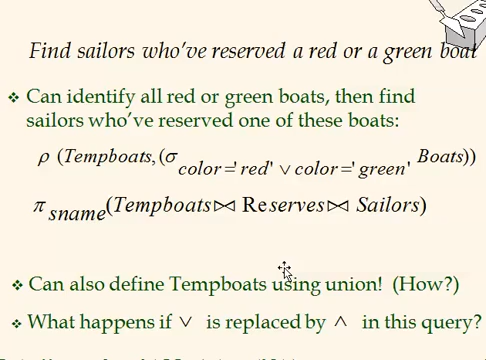 Find sailors who've reserved a red or a green boat
❖ Can identify all red or green boats, then find
sailors who've reserved one of these boats:
ρ (Tempboats, (σ color='red' ∨ color='green' Boats))
π sname (Tempboats ⋈ Reserves ⋈ Sailors)
❖ Can also define Tempboats using union! (How?)
❖ What happens if ∨ is replaced by ∧ in this query?